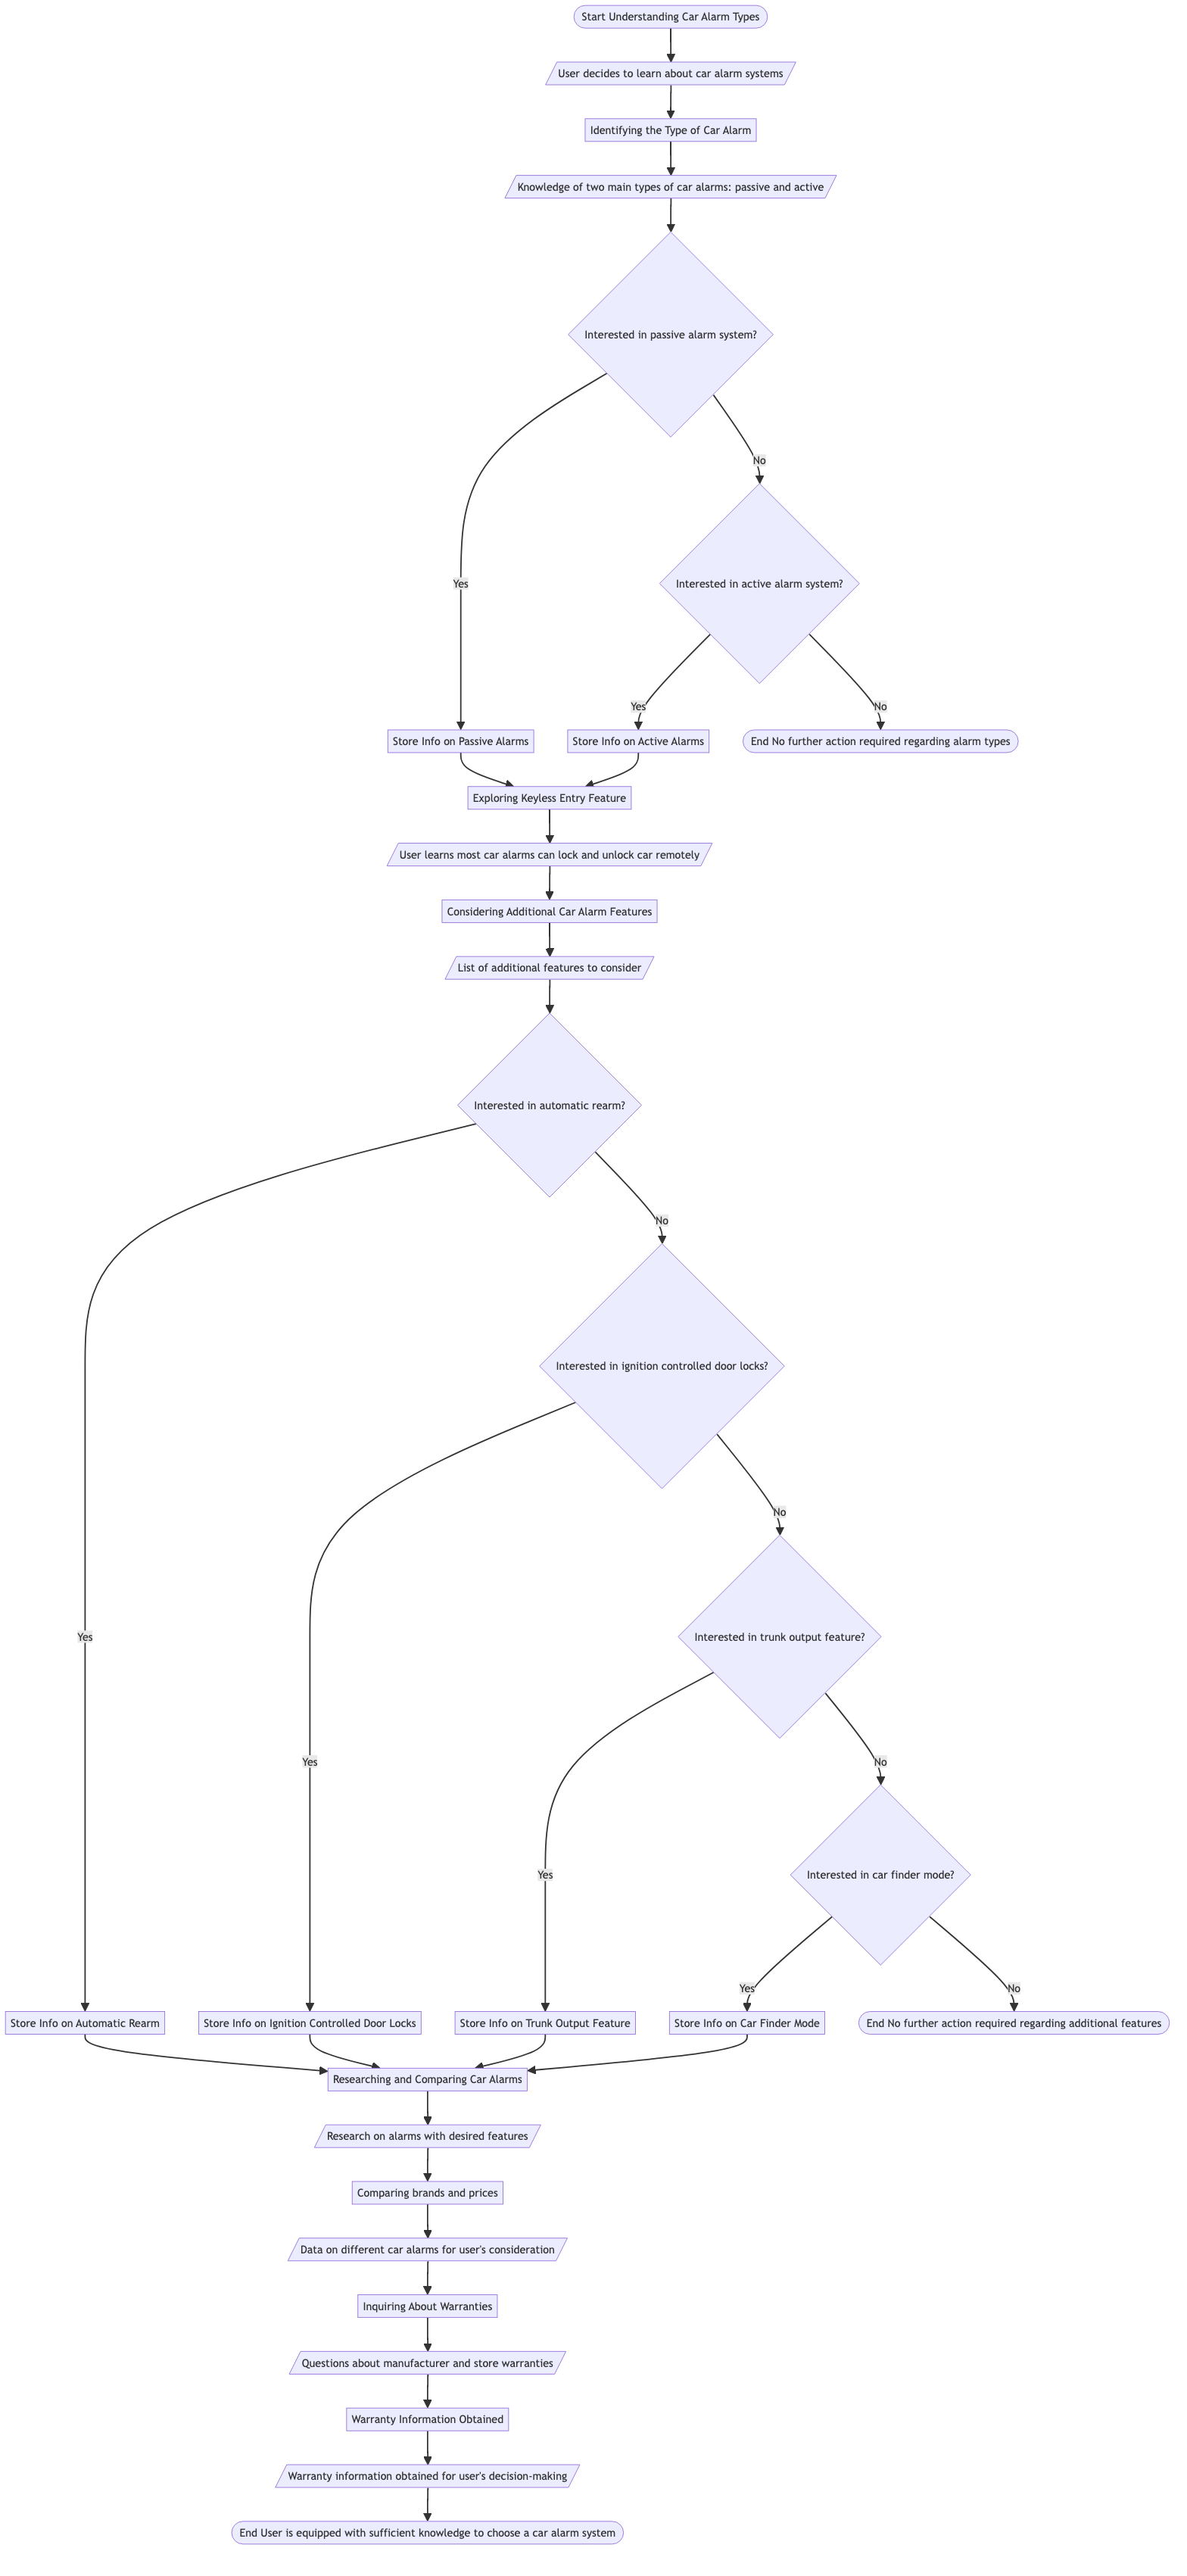 Start Understanding Car Alarm Types
User decides to learn about car alarm systems
Identifying the Type of Car Alarm
Knowledge of two main types of car alarms: passive and active
Interested in passive alarm system?
No
Interested in active alarm system?
Yes
Yes
No
Store Info on Passive Alarms
Store Info on Active Alarms
End No further action required regarding alarm types
Exploring Keyless Entry Feature
User learns most car alarms can lock and unlock car remotely
Considering Additional Car Alarm Features
List of additional features to consider
Interested in automatic rearm?
No
Interested in ignition controlled door locks?
No
Interested in trunk output feature?
Yes
Yes
No
Interested in car finder mode?
Yes
Yes
No
Store Info on Automatic Rearm
Store Info on Ignition Controlled Door Locks
Store Info on Trunk Output Feature
Store Info on Car Finder Mode
End No further action required regarding additional features
Researching and Comparing Car Alarms
Research on alarms with desired features
Comparing brands and prices
Data on different car alarms for user's consideration
Inquiring About Warranties
Questions about manufacturer and store warranties
Warranty Information Obtained
Warranty information obtained for user's decision-making
End User is equipped with sufficient knowledge to choose a car alarm system